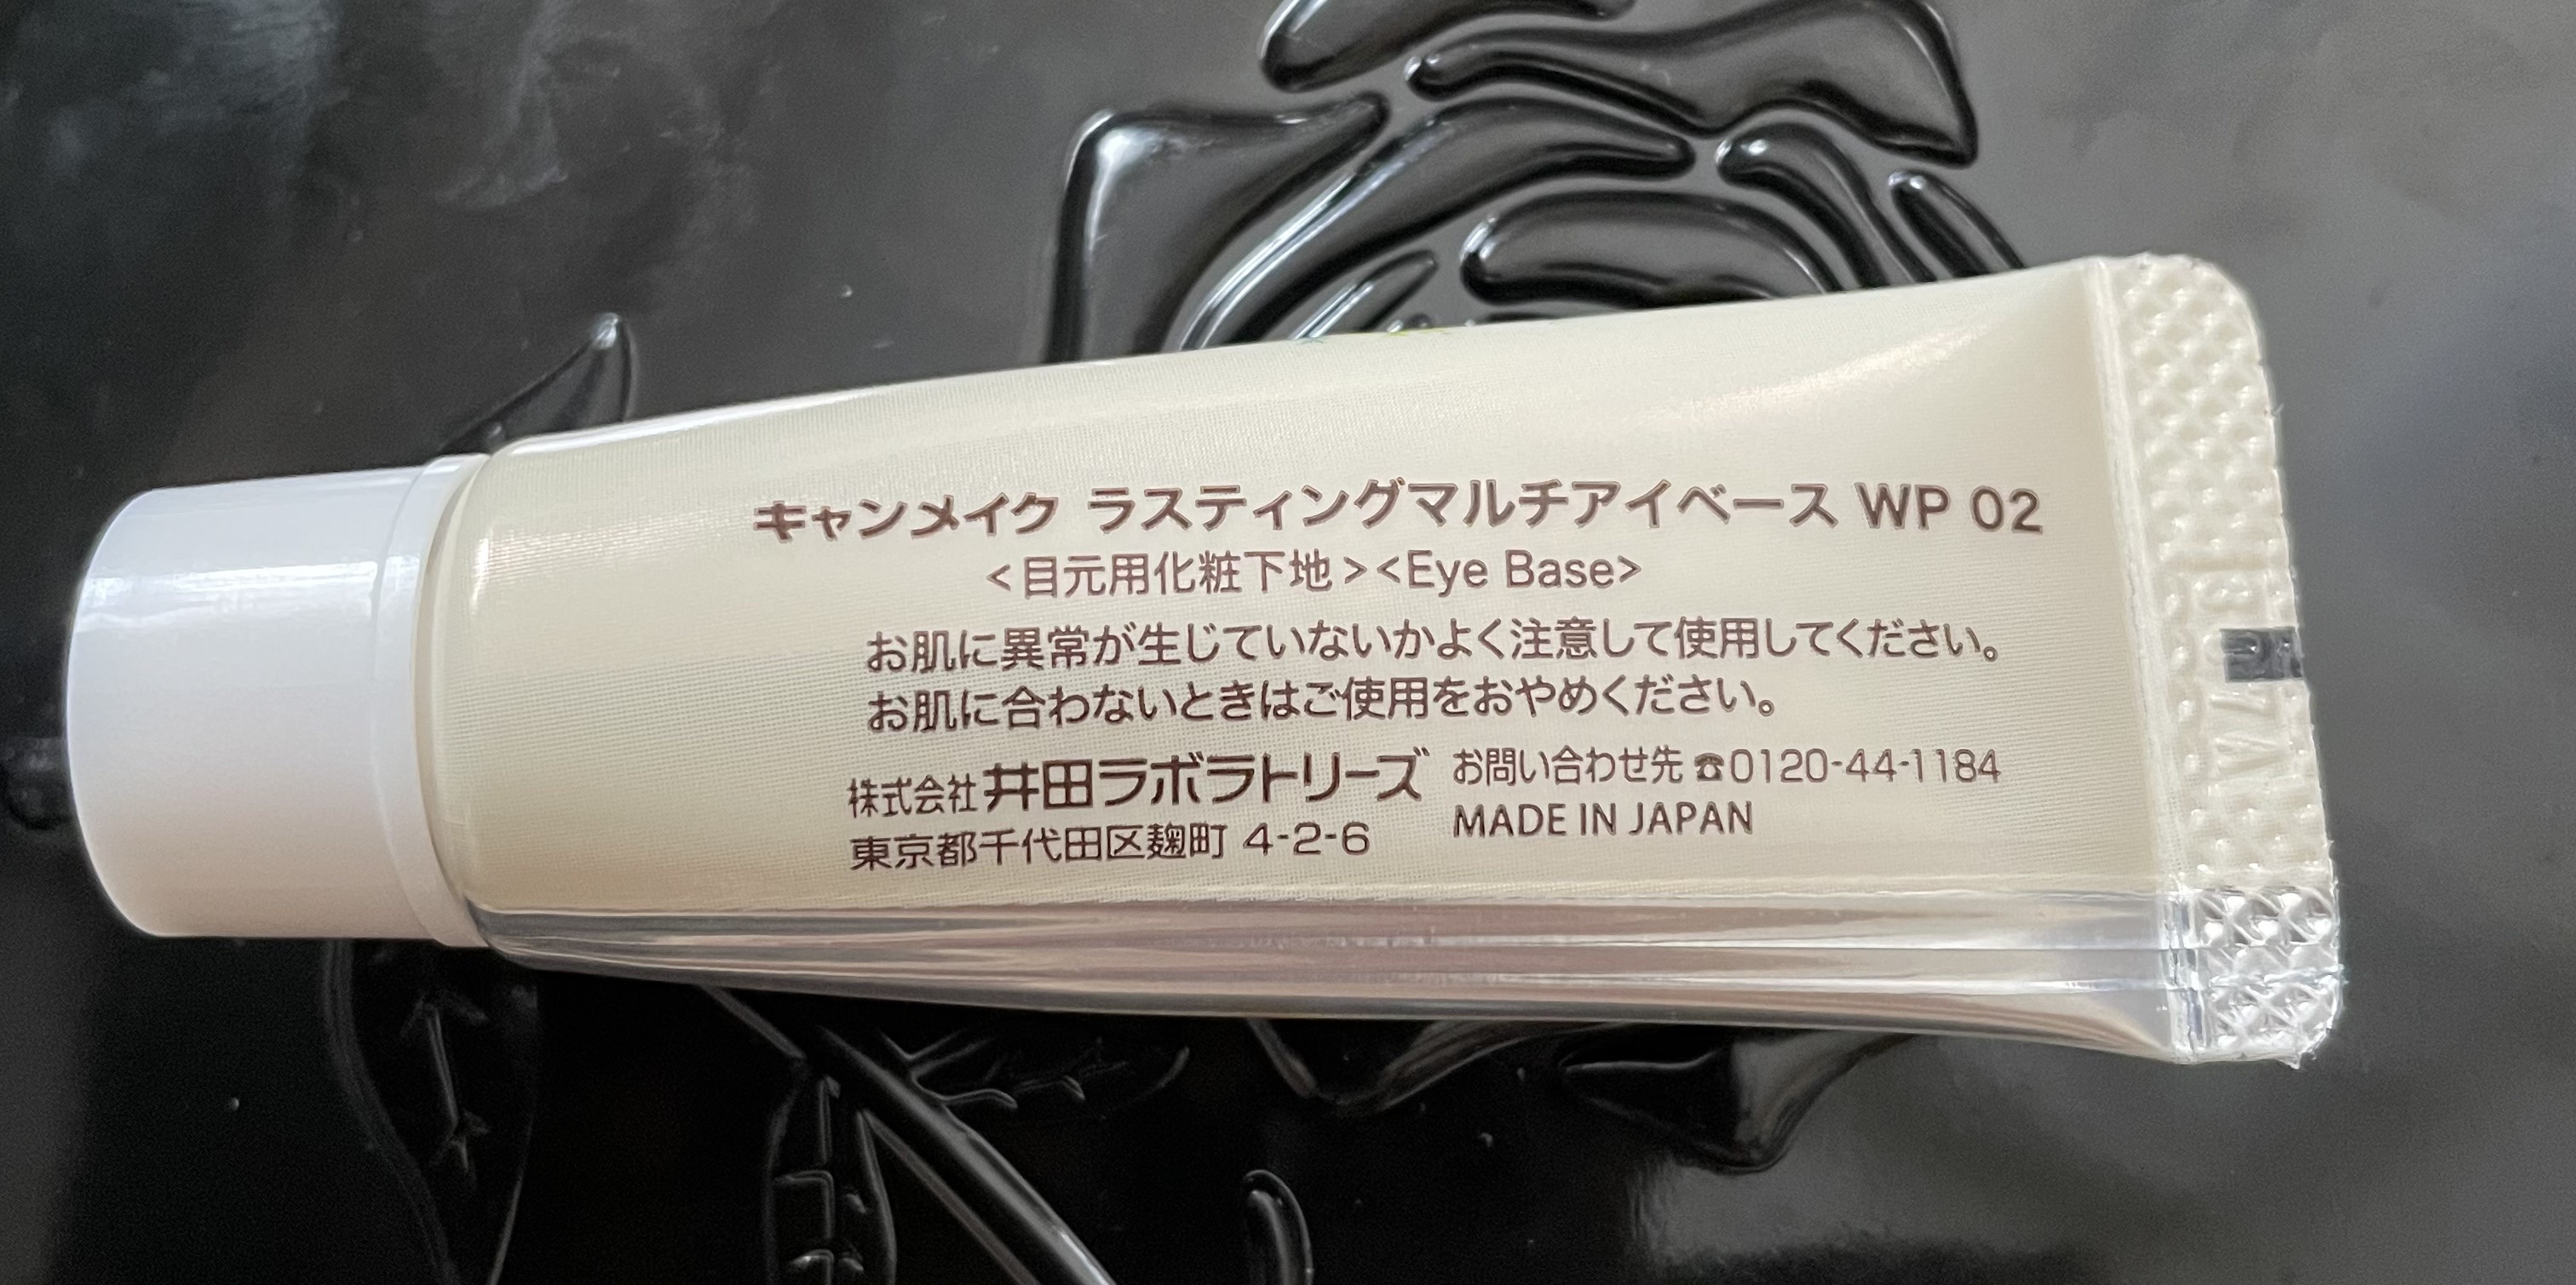 キャンメイク ラスティングマルチアイベース WP 02
<目元用化粧下地><Eye Base>
お肌に異常が生じていないかよく注意して使用してください。
お肌に合わないときはご使用をおやめください。
株式会社井田ラボラトリーズ
東京都千代田区麹町 4-2-6
お問い合わせ先☎0120-44-1184
MADE IN JAPAN